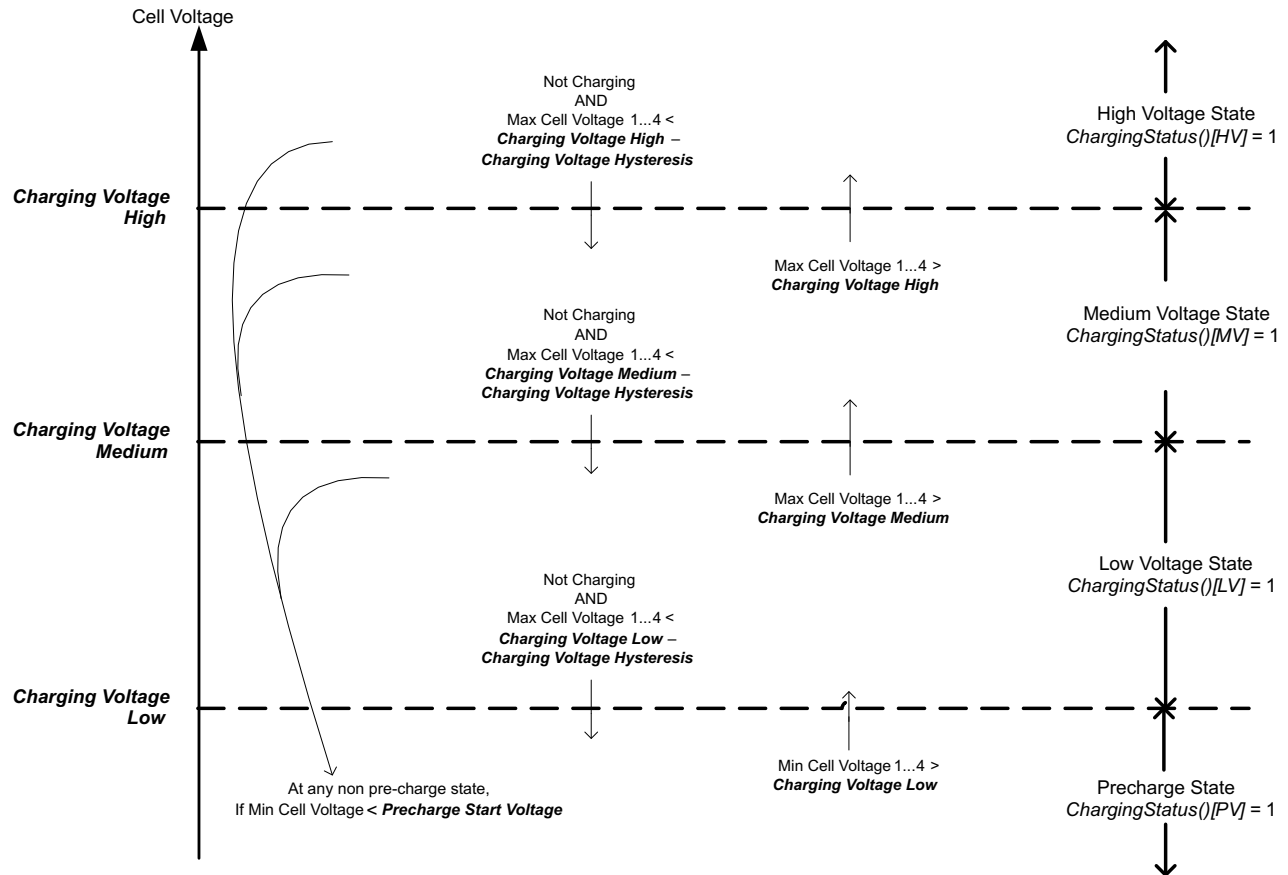 Cell Voltage
Not Charging
AND
Max Cell Voltage 1...4 <
Charging Voltage High –
Charging Voltage Hysteresis
High Voltage State
ChargingStatus()[HV] = 1
Charging Voltage
High
Max Cell Voltage 1...4 >
Charging Voltage High
Not Charging
AND
Max Cell Voltage 1...4 <
Charging Voltage Medium –
Charging Voltage Hysteresis
Medium Voltage State
ChargingStatus()[MV] = 1
Charging Voltage
Medium
Max Cell Voltage 1...4 >
Charging Voltage Medium
Not Charging
AND
Max Cell Voltage 1...4 <
Charging Voltage Low –
Charging Voltage Hysteresis
Low Voltage State
ChargingStatus()[LV] = 1
Charging Voltage
Low
Min Cell Voltage 1...4 >
Charging Voltage Low
At any non pre-charge state,
If Min Cell Voltage < Precharge Start Voltage
Precharge State
ChargingStatus()[PV] = 1